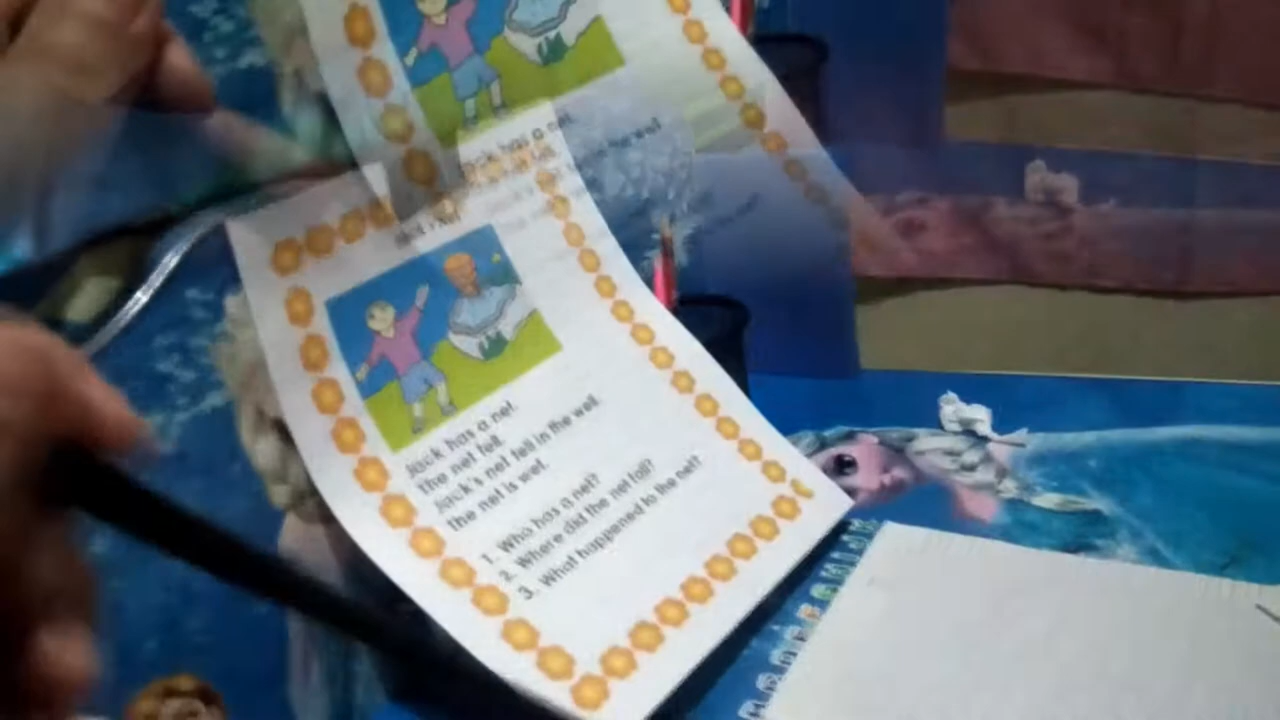 Jack has a net.
The net fell.
Jack's net fell in the well.
The net is wet.
1. Who has a net?
2. Where did the net fall?
3. What happened to the net?